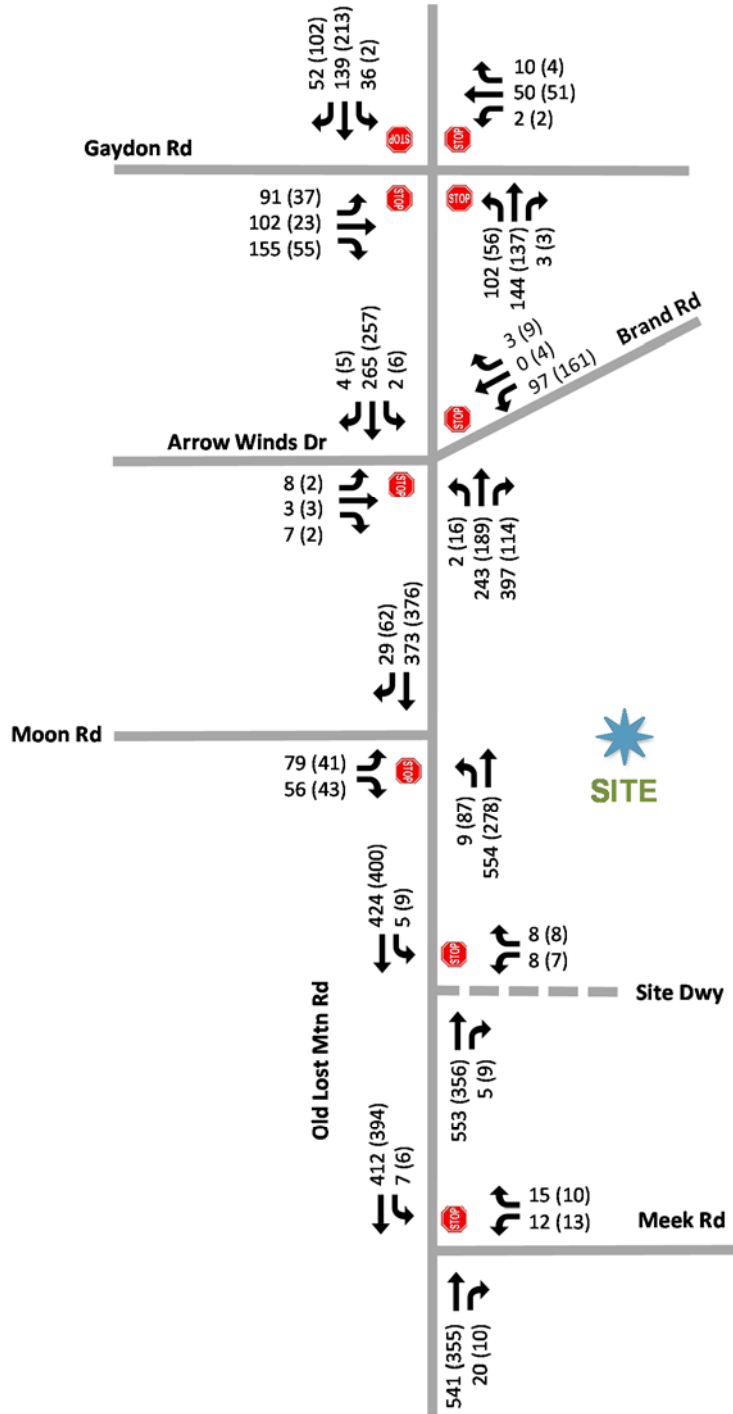 52 (102)
139 (213)
36 (2)
10 (4)
50 (51)
2 (2)
STOP
STOP
Gaydon Rd
91 (37)
102 (23)
155 (55)
STOP
STOP
102 (56)
144 (137)
3 (3)
Brand Rd
4 (5)
265 (257)
2 (6)
3 (9)
0 (4)
97 (161)
STOP
Arrow Winds Dr
8 (2)
3 (3)
7 (2)
STOP
2 (16)
243 (189)
397 (114)
29 (62)
373 (376)
Moon Rd
79 (41)
56 (43)
STOP
9 (87)
554 (278)
SITE
424 (400)
5 (9)
STOP
8 (8)
8 (7)
Site Dwy
Old Lost Mtn Rd
553 (356)
5 (9)
412 (394)
7 (6)
STOP
15 (10)
12 (13)
Meek Rd
541 (355)
20 (10)